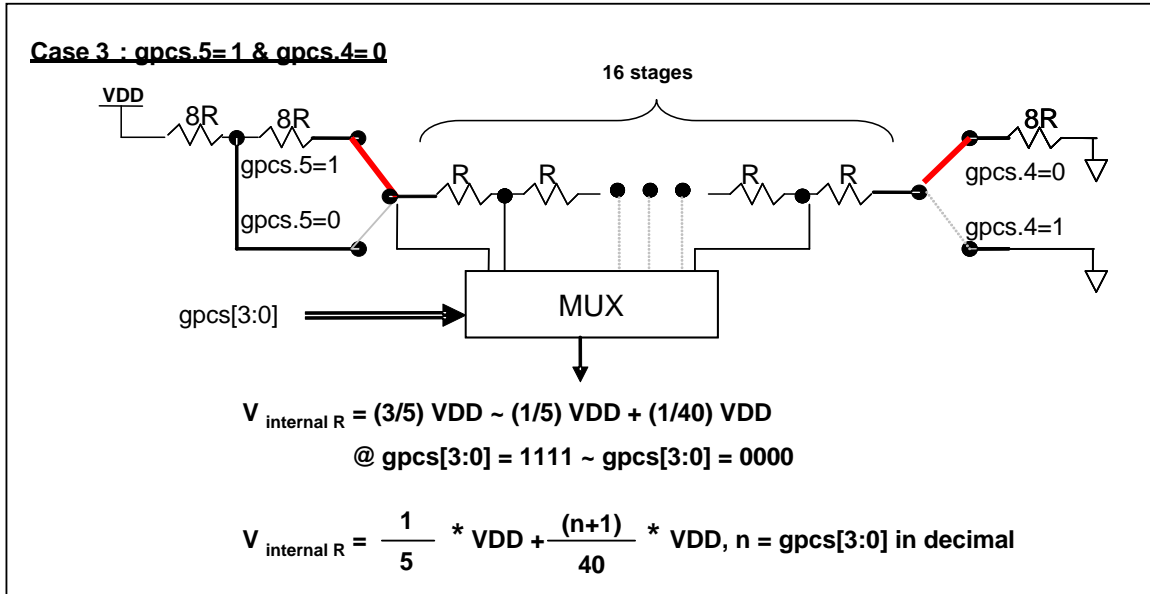 Case 3 : gpcs.5= 1 & gpcs.4= 0
16 stages
VDD
8R
8R
8R
gpcs.5=1
gpcs.4=0
R
R
R
R
gpcs.5=0
gpcs.4=1
MUX
gpcs[3:0]
V internal R = (3/5) VDD ~ (1/5) VDD + (1/40) VDD
@ gpcs[3:0] = 1111 ~ gpcs[3:0] = 0000
V internal R = 1/5 * VDD + (n+1)/40 * VDD, n = gpcs[3:0] in decimal